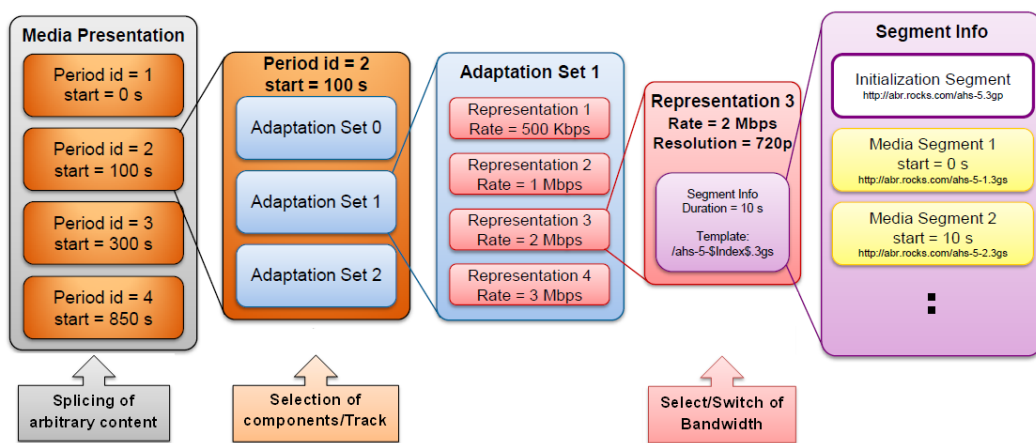 Media Presentation
Period id = 1
start = 0 s
Period id = 2
start = 100 s
Period id = 3
start = 300 s
Period id = 4
start = 850 s
Splicing of
arbitrary content
Period id = 2
start = 100 s
Adaptation Set 0
Adaptation Set 1
Adaptation Set 2
Selection of
components/Track
Adaptation Set 1
Representation 1
Rate = 500 Kbps
Representation 2
Rate = 1 Mbps
Representation 3
Rate = 2 Mbps
Representation 4
Rate = 3 Mbps
Representation 3
Rate = 2 Mbps
Resolution = 720p
Segment Info
Duration = 10 s
Template:
/ahs-5-$Index$.3gs
Select/Switch of
Bandwidth
Segment Info
Initialization Segment
http://abr.rocks.com/ahs-5.3gp
Media Segment 1
start = 0 s
http://abr.rocks.com/ahs-5-1.3gs
Media Segment 2
start = 10 s
http://abr.rocks.com/ahs-5-2.3gs
: